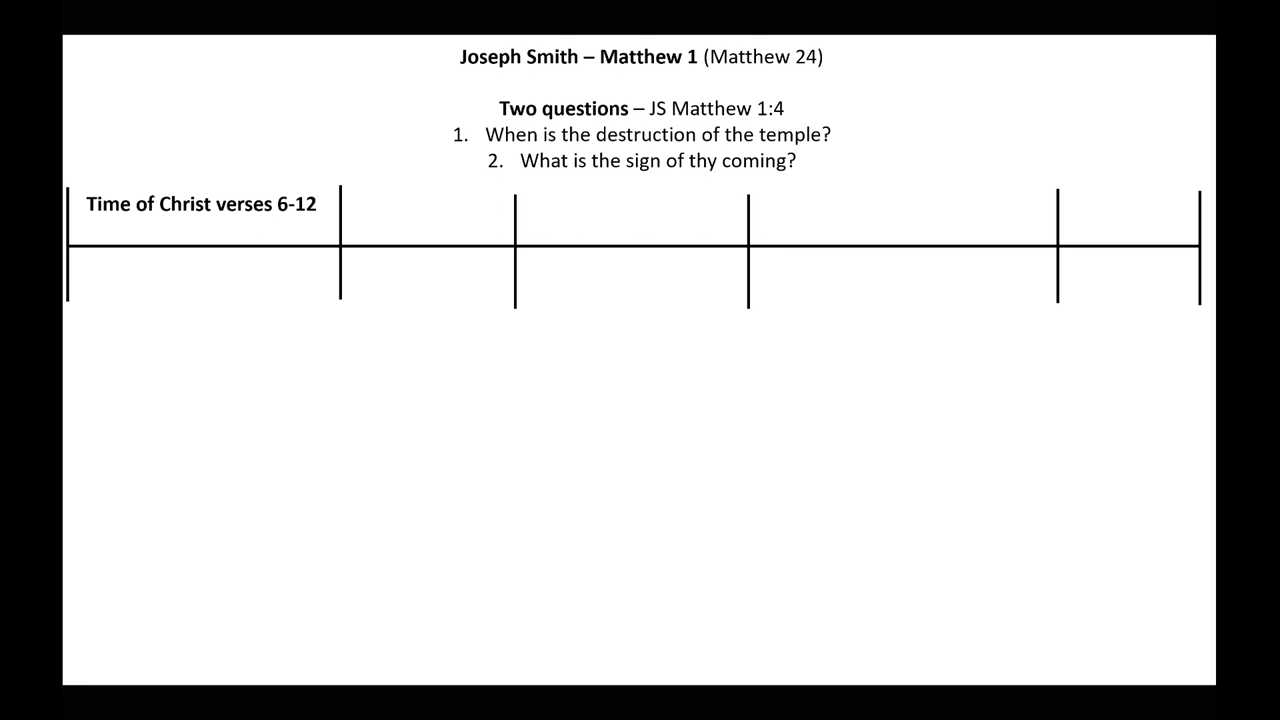 Joseph Smith – Matthew 1 (Matthew 24)
Two questions – JS Matthew 1:4
1. When is the destruction of the temple?
2. What is the sign of thy coming?
Time of Christ verses 6-12